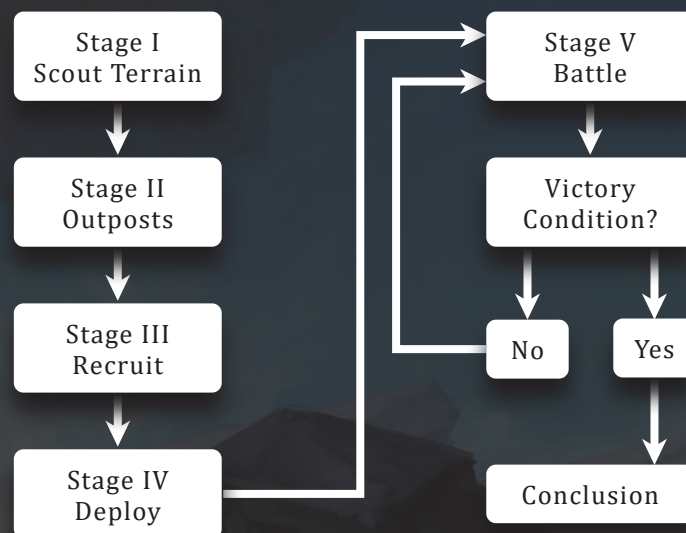 Stage I
Scout Terrain
Stage II
Outposts
Stage III
Recruit
Stage IV
Deploy
Stage V
Battle
Victory
Condition?
No
Yes
Conclusion